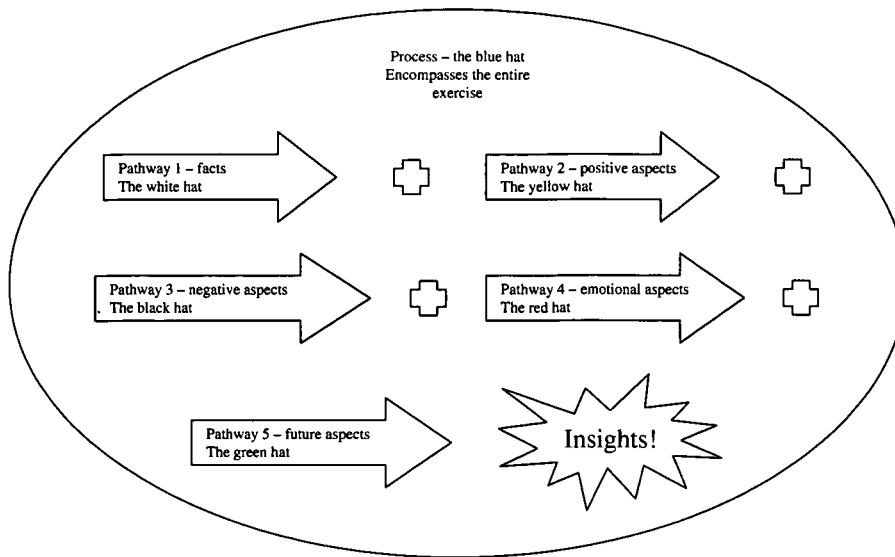 Process – the blue hat
Encompasses the entire
exercise
Pathway 1 – facts
The white hat
Pathway 2 – positive aspects
The yellow hat
Pathway 3 – negative aspects
The black hat
Pathway 4 – emotional aspects
The red hat
Pathway 5 – future aspects
The green hat
Insights!